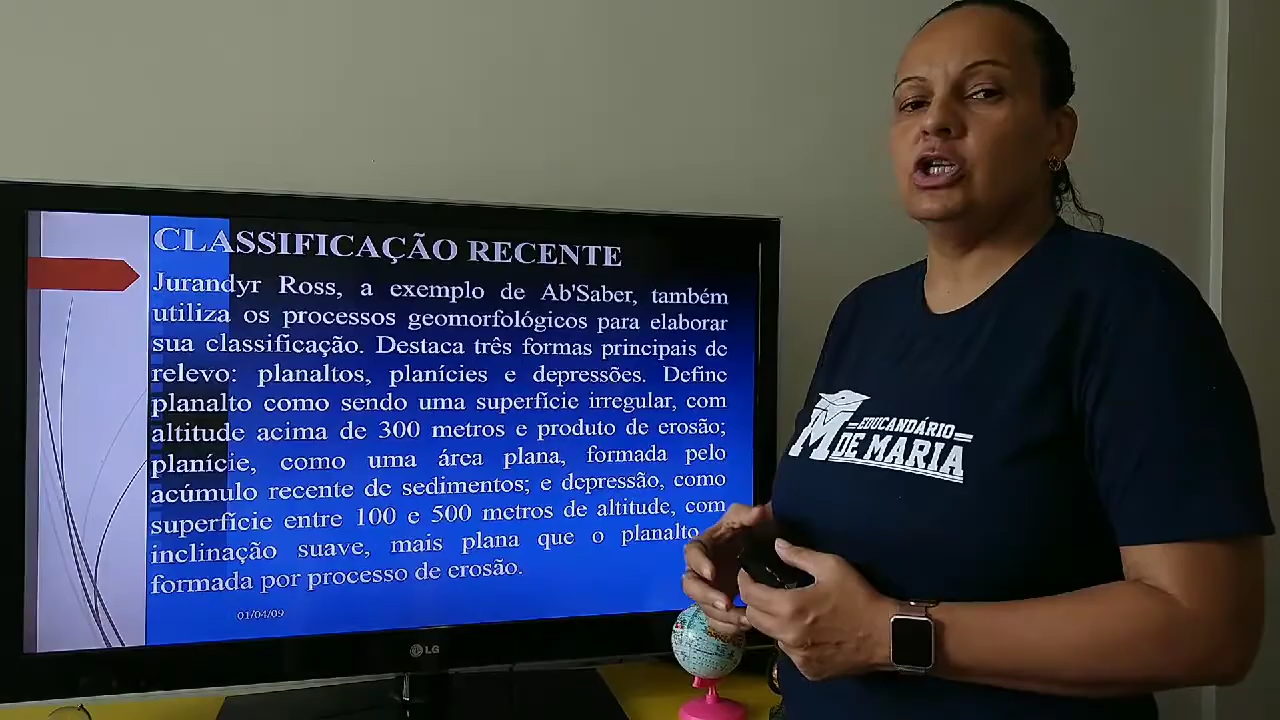 CLASSIFICAÇÃO RECENTE
Jurandyr Ross, a exemplo de Ab'Saber, também
utiliza os processos geomorfológicos para elaborar
sua classificação. Destaca três formas principais de
relevo: planaltos, planícies e depressões. Define
planalto como sendo uma superfície irregular, com
altitude acima de 300 metros e produto de erosão;
planície, como uma área plana, formada pelo
acúmulo recente de sedimentos; e depressão, como
superfície entre 100 e 500 metros de altitude, com
inclinação suave, mais plana que o planalto
formada por processo de erosão.
01/04/09
LG
EDUCANDÁRIO
DE MARIA